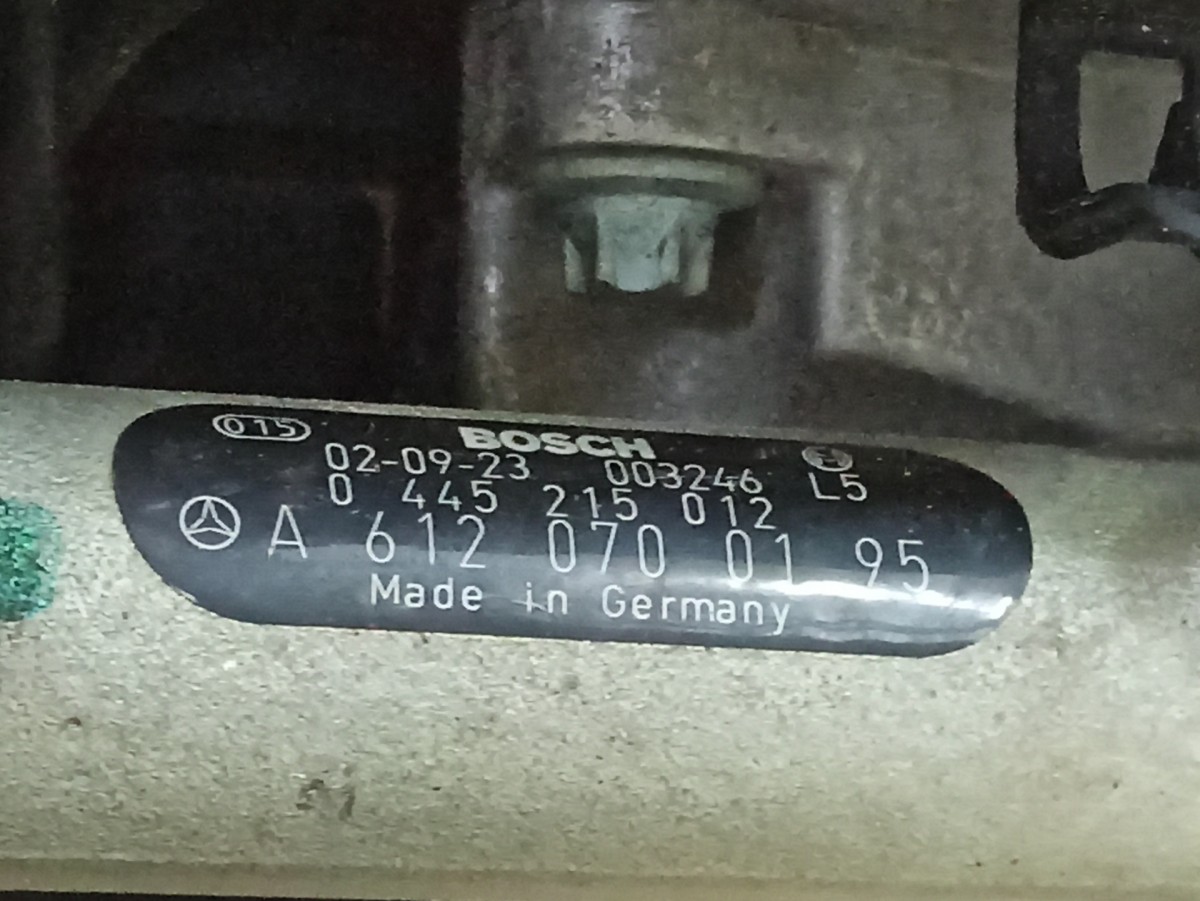 015 BOSCH
02-09-23 003246 L5
0 445 215 012
A 612 070 01 95
Made in Germany